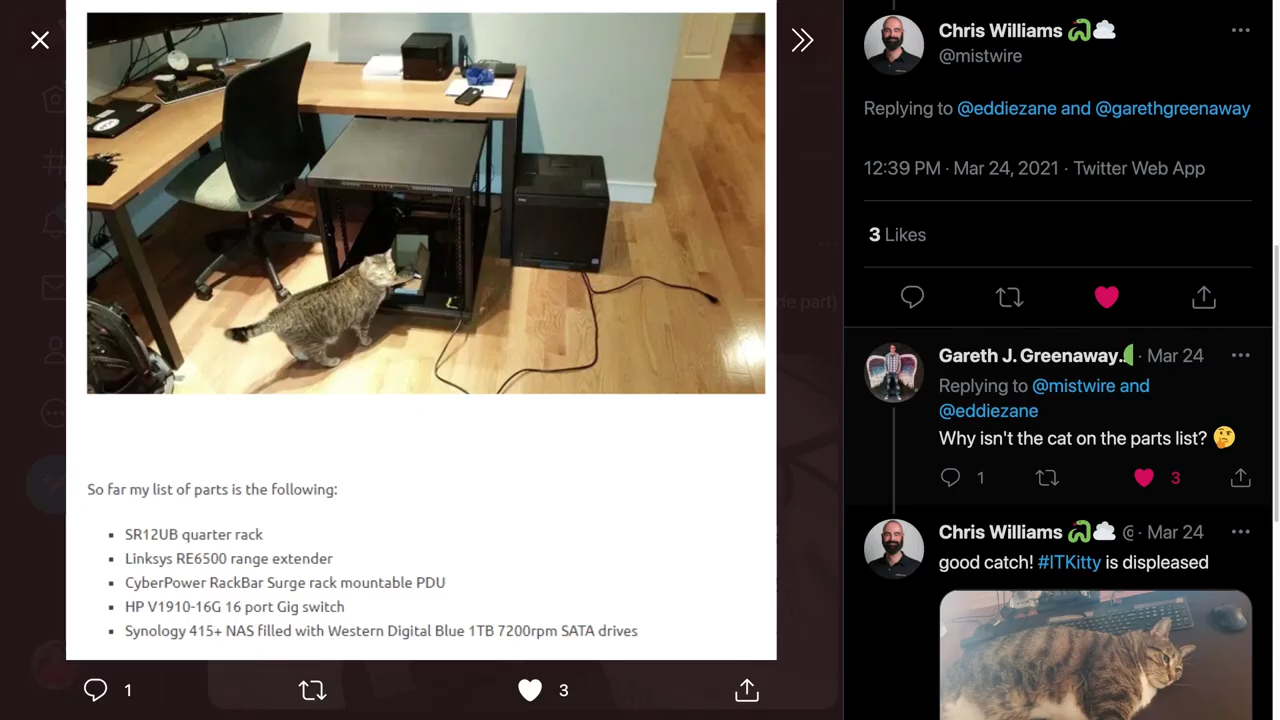 So far my list of parts is the following:
▪ SR12UB quarter rack
▪ Linksys RE6500 range extender
▪ CyberPower RackBar Surge rack mountable PDU
▪ HP V1910-16G 16 port Gig switch
▪ Synology 415+ NAS filled with Western Digital Blue 1TB 7200rpm SATA drives
1
3
Chris Williams
@mistwire
Replying to @eddiezane and @garethgreenaway
12:39 PM · Mar 24, 2021 · Twitter Web App
3 Likes
Gareth J. Greenaway.. · Mar 24
Replying to @mistwire and
@eddiezane
Why isn't the cat on the parts list? 🤔
1
3
Chris Williams @ · Mar 24
good catch! #ITKitty is displeased